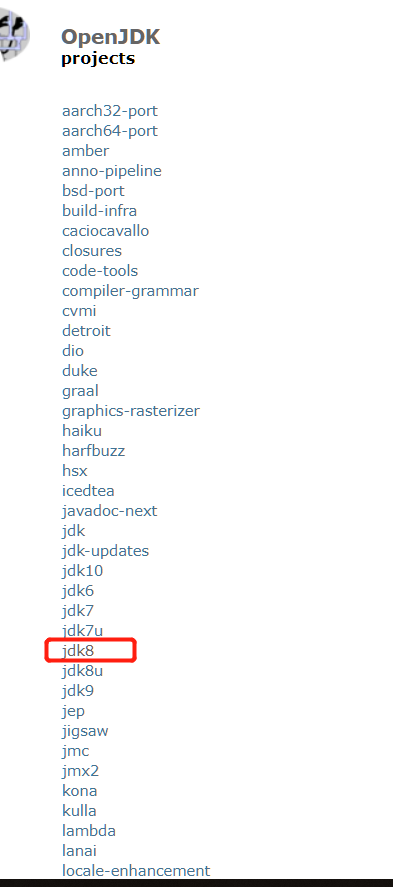 OpenJDK
projects
aarch32-port
aarch64-port
amber
anno-pipeline
bsd-port
build-infra
caciocavallo
closures
code-tools
compiler-grammar
cvmi
detroit
dio
duke
graal
graphics-rasterizer
haiku
harfbuzz
hsx
icedtea
javadoc-next
jdk
jdk-updates
jdk10
jdk6
jdk7
jdk7u
jdk8
jdk8u
jdk9
jep
jigsaw
jmc
jmx2
kona
kulla
lambda
lanai
locale-enhancement